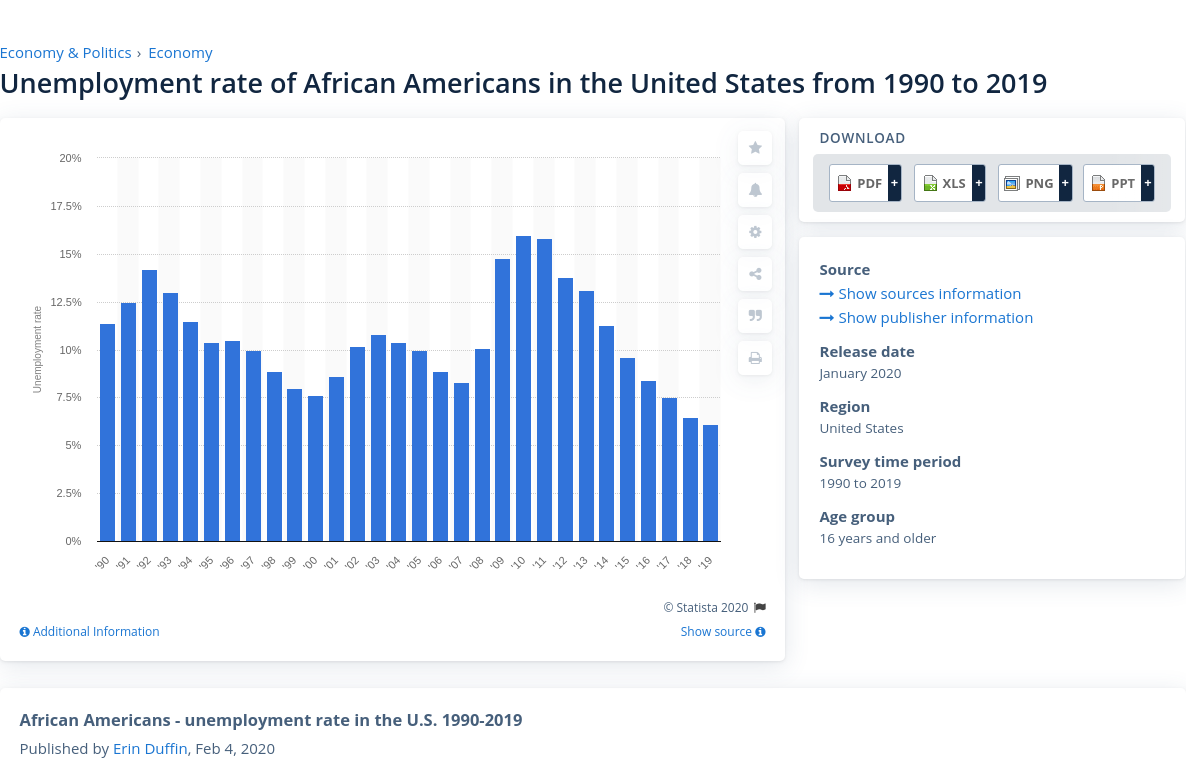 Economy & Politics › Economy
Unemployment rate of African Americans in the United States from 1990 to 2019
20%
17.5%
15%
12.5%
10%
7.5%
5%
2.5%
0%
Unemployment rate
'90 '91 '92 '93 '94 '95 '96 '97 '98 '99 '00 '01 '02 '03 '04 '05 '06 '07 '08 '09 '10 '11 '12 '13 '14 '15 '16 '17 '18 '19
© Statista 2020
Additional Information
Show source
DOWNLOAD
PDF + XLS + PNG + PPT +
Source
Show sources information
Show publisher information
Release date
January 2020
Region
United States
Survey time period
1990 to 2019
Age group
16 years and older
African Americans - unemployment rate in the U.S. 1990-2019
Published by Erin Duffin, Feb 4, 2020